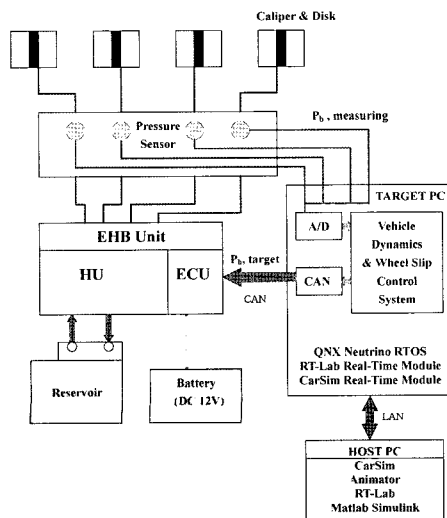 Caliper & Disk
Pressure
Sensor
Pb, measuring
TARGET PC
A/D
CAN
Vehicle
Dynamics
& Wheel Slip
Control
System
EHB Unit
HU
ECU
Pb, target
CAN
QNX Neutrino RTOS
RT-Lab Real-Time Module
CarSim Real-Time Module
Reservoir
Battery
(DC 12V)
LAN
HOST PC
CarSim
Animator
RT-Lab
Matlab Simulink